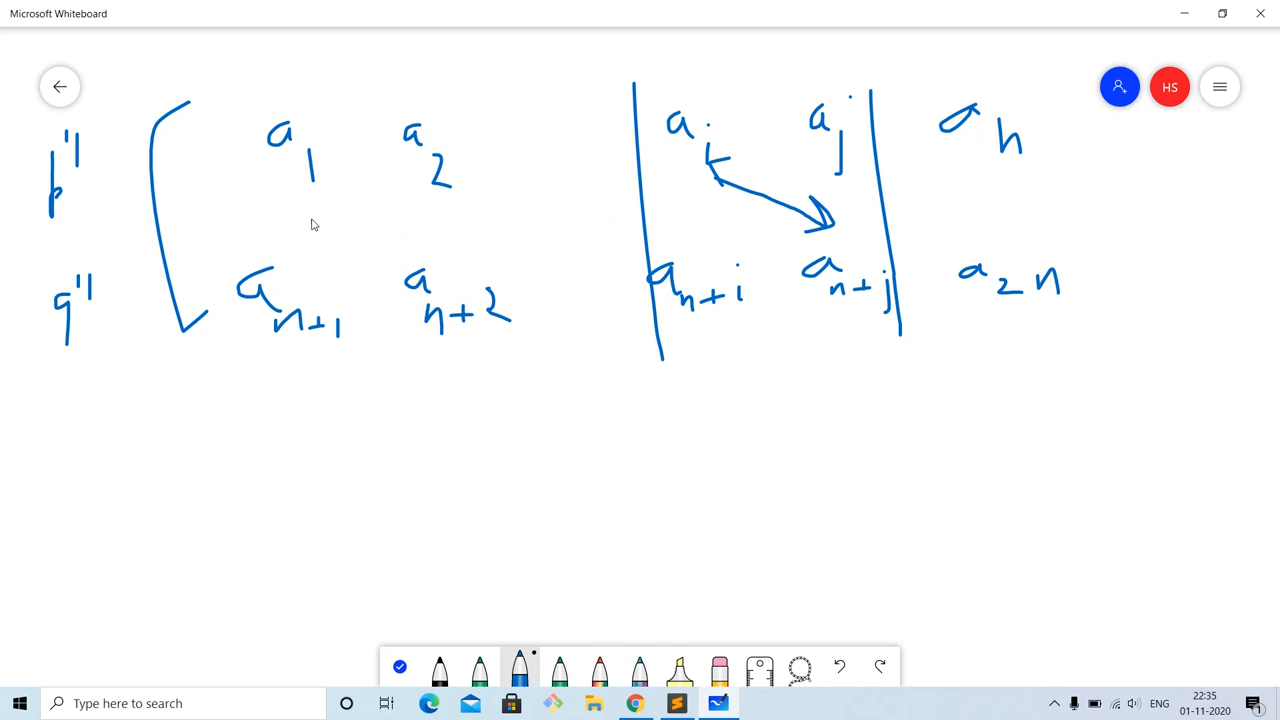 Microsoft Whiteboard
HS
p" a1 a2 ai aj an
q" an+1 an+2 an+i an+j a2n
Type here to search
ENG
22:35
01-11-2020
1